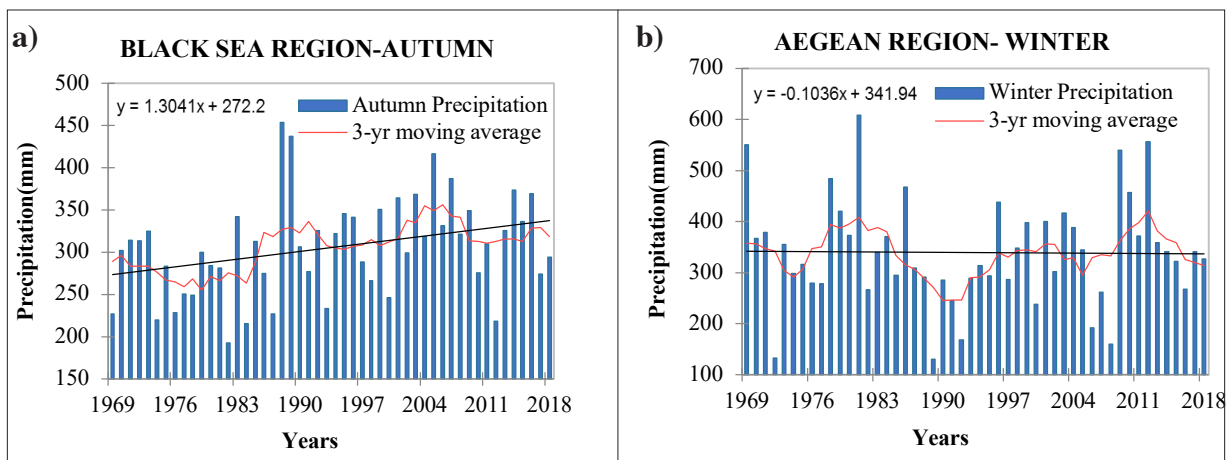 a)
BLACK SEA REGION-AUTUMN
y = 1.3041x + 272.2
Autumn Precipitation
3-yr moving average
Precipitation(mm)
500
450
400
350
300
250
200
150
1969 1976 1983 1990 1997 2004 2011 2018
Years
b)
AEGEAN REGION- WINTER
y = -0.1036x + 341.94
Winter Precipitation
3-yr moving average
Precipitation(mm)
700
600
500
400
300
200
100
1969 1976 1983 1990 1997 2004 2011 2018
Years